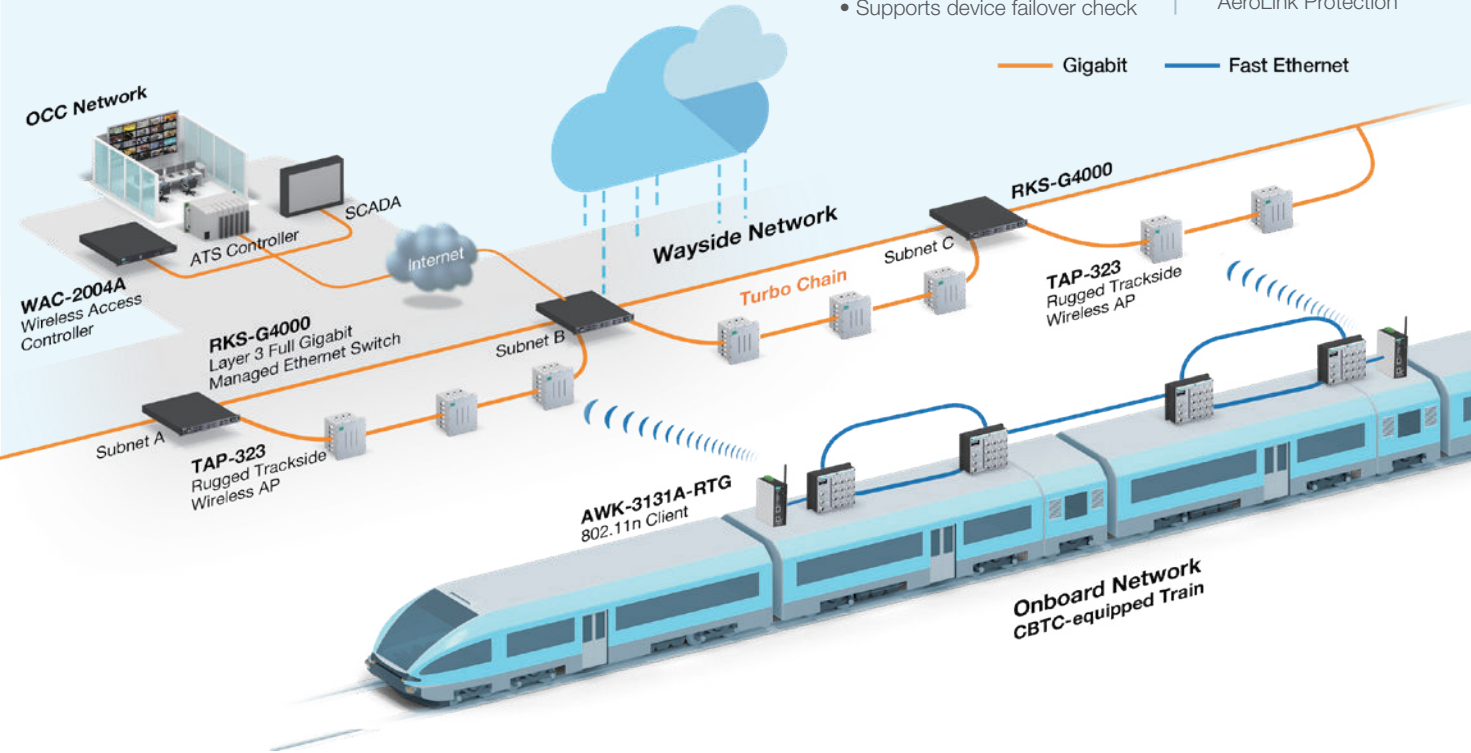 • Supports device failover check
AeroLink Protection
Gigabit
Fast Ethernet
OCC Network
SCADA
ATS Controller
WAC-2004A
Wireless Access
Controller
Internet
Wayside Network
RKS-G4000
Subnet C
TAP-323
Rugged Trackside
Wireless AP
Turbo Chain
RKS-G4000
Layer 3 Full Gigabit
Managed Ethernet Switch
Subnet B
Subnet A
TAP-323
Rugged Trackside
Wireless AP
AWK-3131A-RTG
802.11n Client
Onboard Network
CBTC-equipped Train